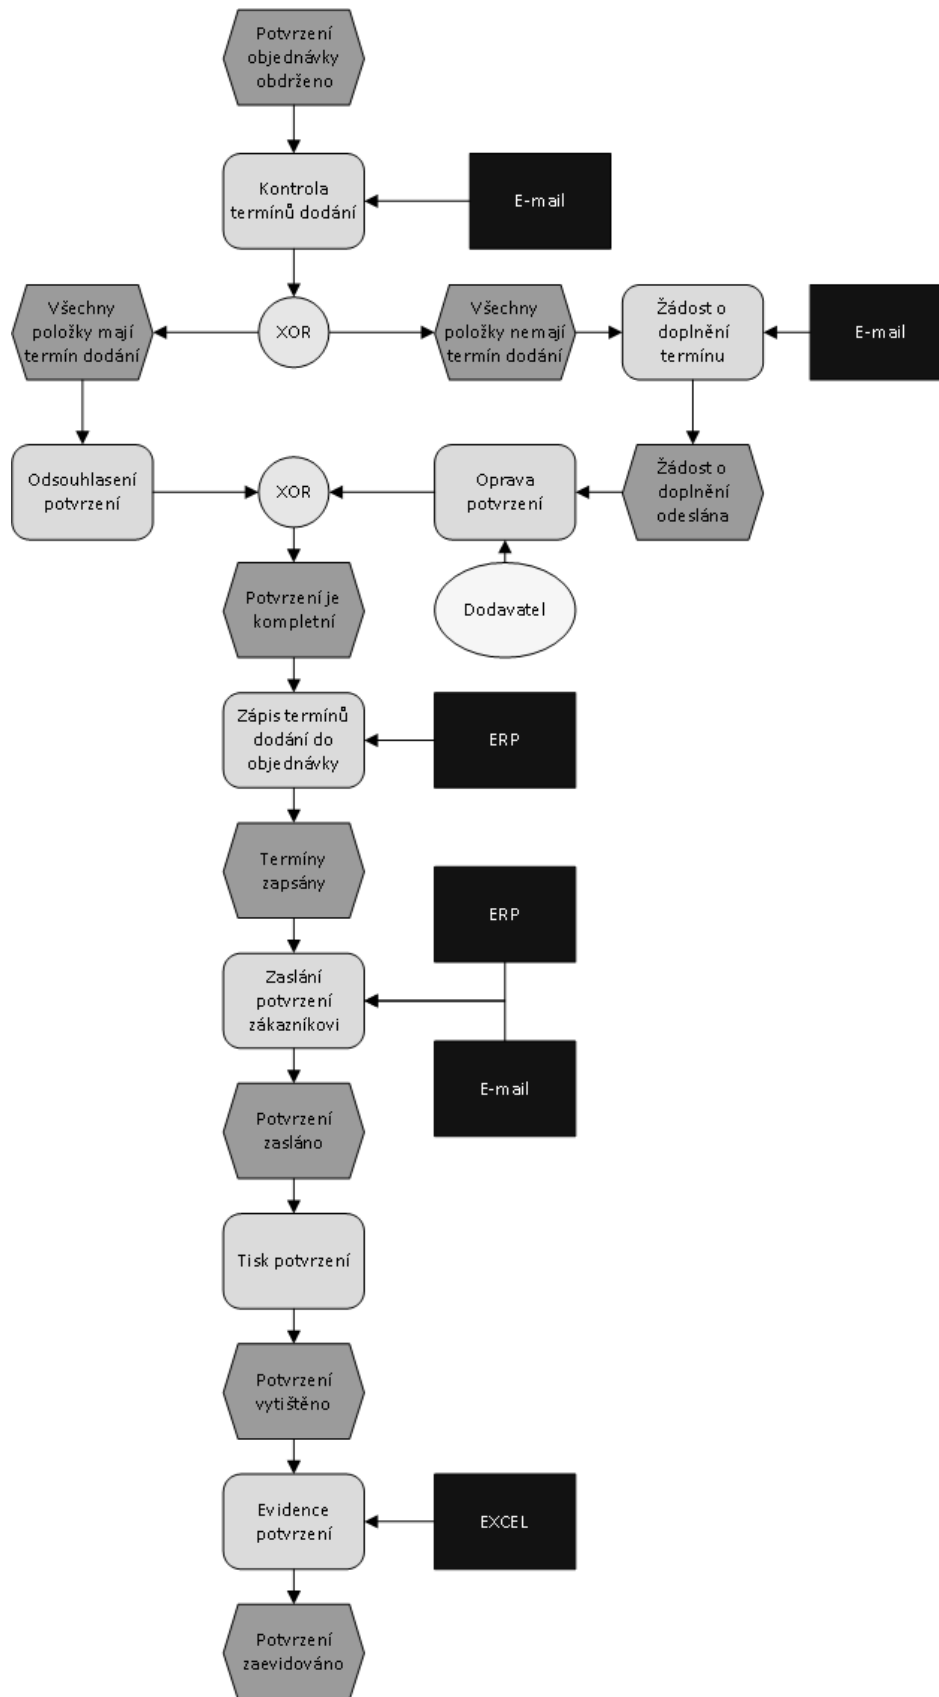 Potvrzení
objednávky
obdrženo
Kontrola
termínů dodání
E-mail
Všechny
položky mají
termín dodání
XOR
Všechny
položky nemají
termín dodání
Žádost o
doplnění
termínu
E-mail
Odsouhlasení
potvrzení
XOR
Oprava
potvrzení
Žádost o
doplnění
odeslána
Potvrzení je
kompletní
Dodavatel
Zápis termínů
dodání do
objednávky
ERP
Termíny
zapsány
ERP
Zaslání
potvrzení
zákazníkovi
E-mail
Potvrzení
zasláno
Tisk potvrzení
Potvrzení
vytištěno
Evidence
potvrzení
EXCEL
Potvrzení
zaevidováno